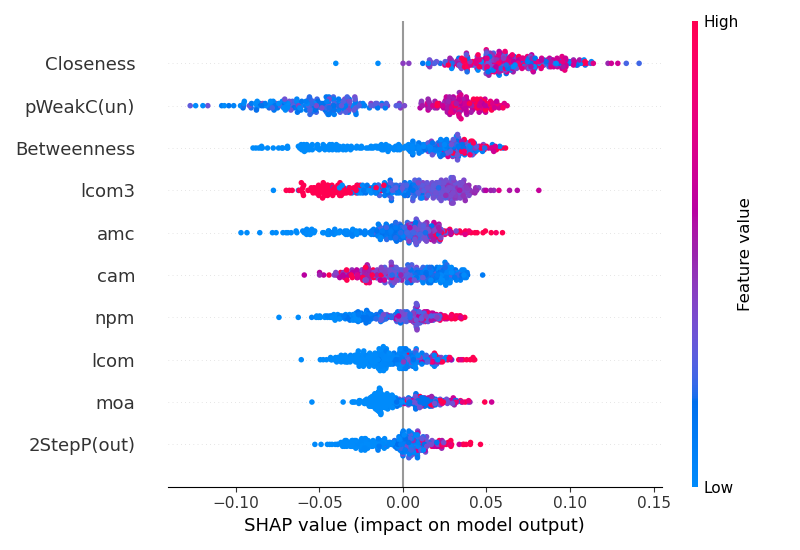 High
Closeness
pWeakC(un)
Betweenness
lcom3
amc
cam
npm
lcom
moa
2StepP(out)
Feature value
Low
−0.10 −0.05 0.00 0.05 0.10 0.15
SHAP value (impact on model output)